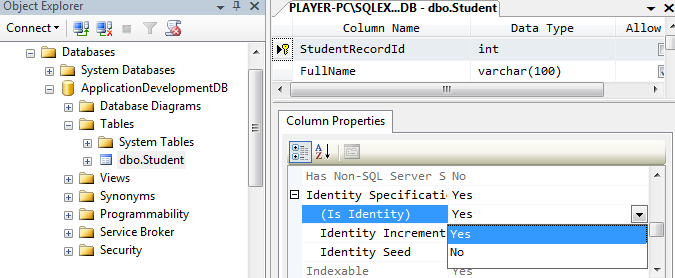 Object Explorer
Connect
Databases
System Databases
ApplicationDevelopmentDB
Database Diagrams
Tables
System Tables
dbo.Student
Views
Synonyms
Programmability
Service Broker
Security
PLAYER-PC\SQLEX...DB - dbo.Student
Column Name Data Type Allow
StudentRecordId int
FullName varchar(100)
Column Properties
Has Non-SQL Server S No
Identity Specificatio Yes
(Is Identity) Yes
Identity Increment Yes
Identity Seed No
Indexable Yes